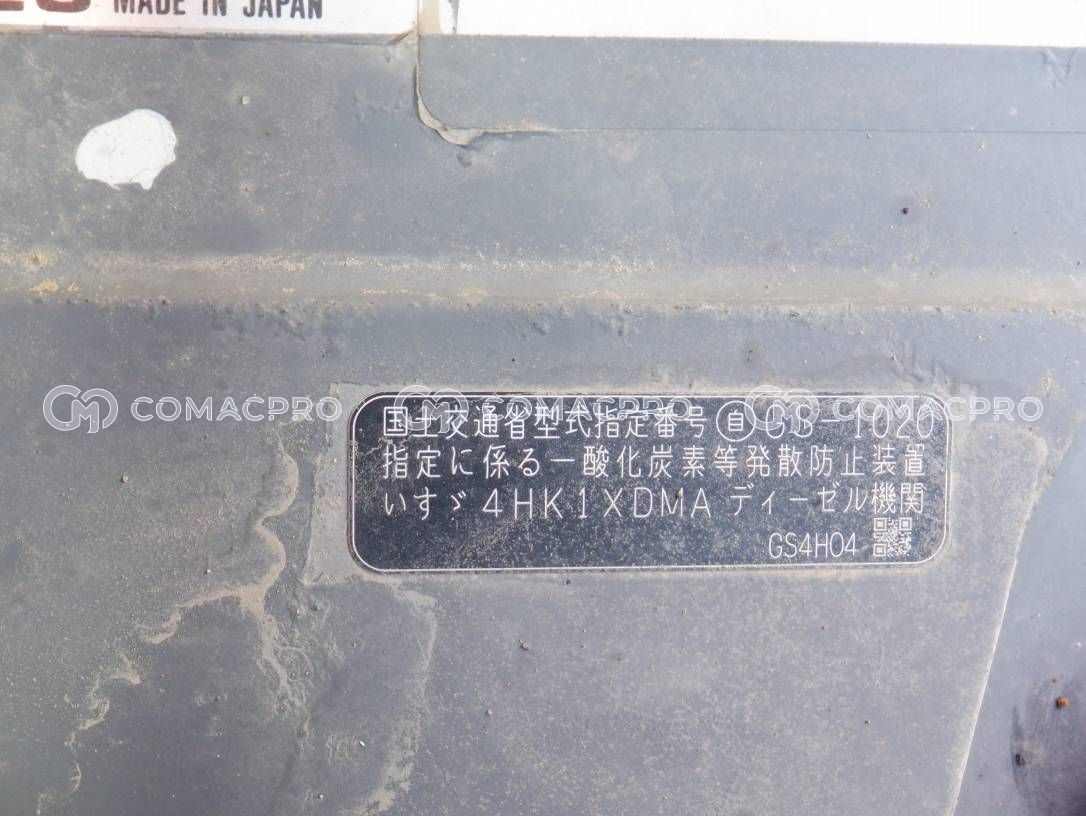 MADE IN JAPAN
COMACPRO COMACPRO COMACPRO
国土交通省型式指定番号 自 GS-1020
指定に係る一酸化炭素等発散防止装置
いすゞ 4HK1XDMA ディーゼル機関
GS4H04